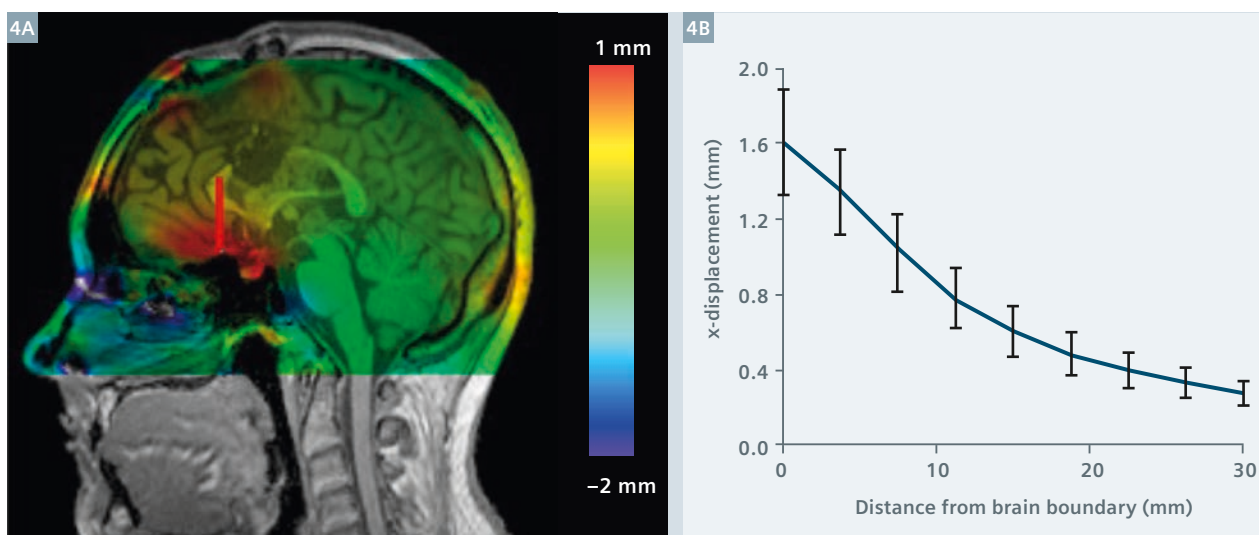 4A
1 mm
−2 mm
4B
x-displacement (mm)
2.0
1.6
1.2
0.8
0.4
0.0
0 10 20 30
Distance from brain boundary (mm)